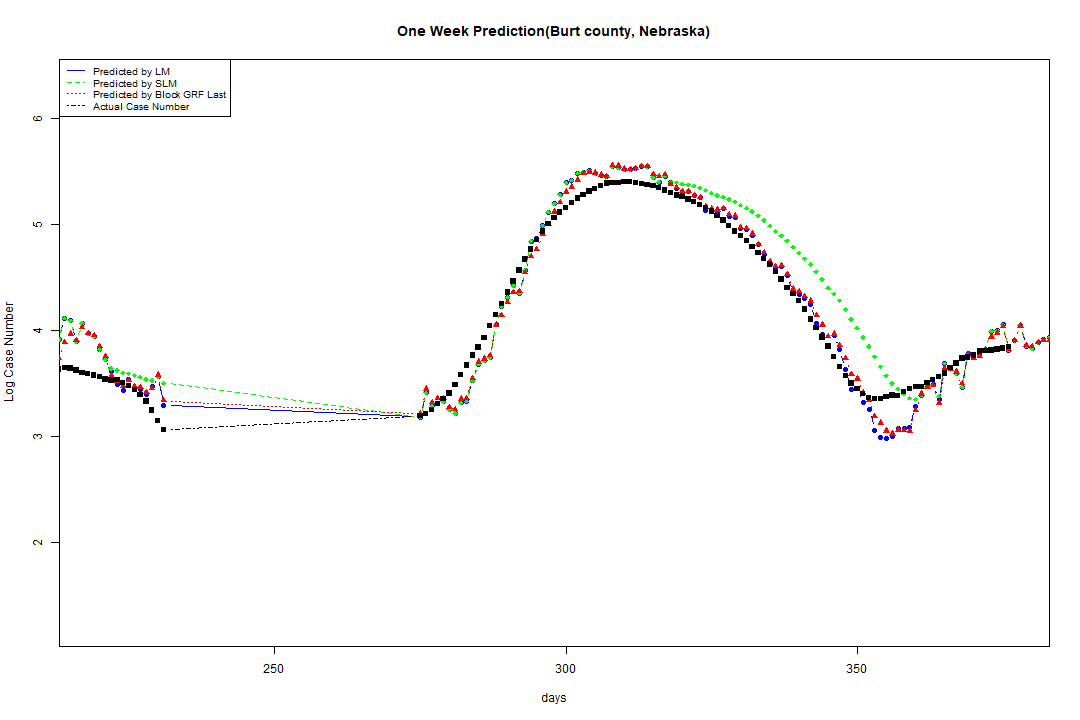 One Week Prediction(Burt county, Nebraska)
Predicted by LM
Predicted by SLM
Predicted by Block GRF Last
Actual Case Number
6
5
4
3
2
Log Case Number
250 300 350
days